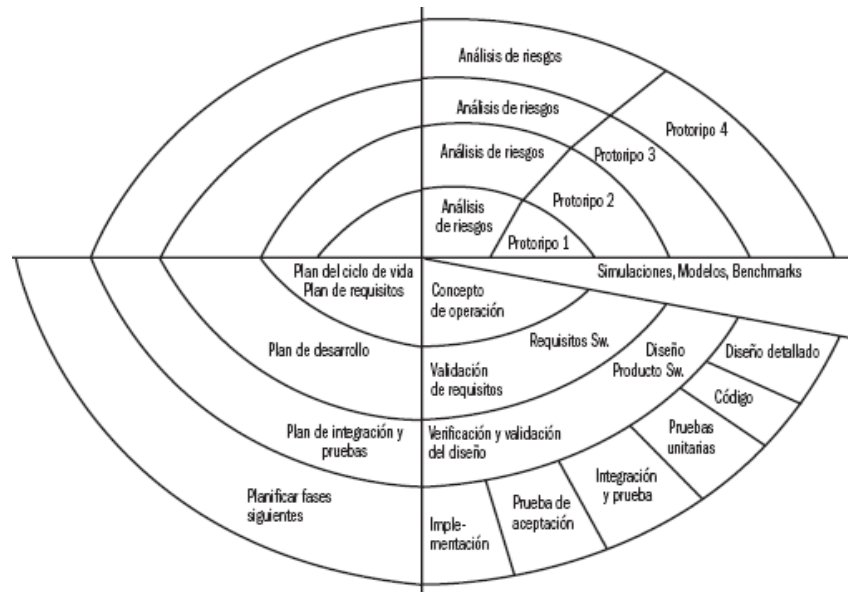 Análisis de riesgos
Análisis de riesgos
Protoripo 4
Análisis de riesgos
Protoripo 3
Protoripo 2
Análisis
de riesgos
Protoripo 1
Plan del ciclo de vida
Plan de requisitos
Concepto
de operación
Simulaciones, Modelos, Benchmarks
Plan de desarrollo
Validación
de requisitos
Requisitos Sw.
Diseño
Producto Sw.
Diseño detallado
Código
Plan de integración y
pruebas
Verificación y validación
del diseño
Pruebas
unitarias
Integración
y prueba
Planificar fases
siguientes
Imple-
mentación
Prueba de
aceptación